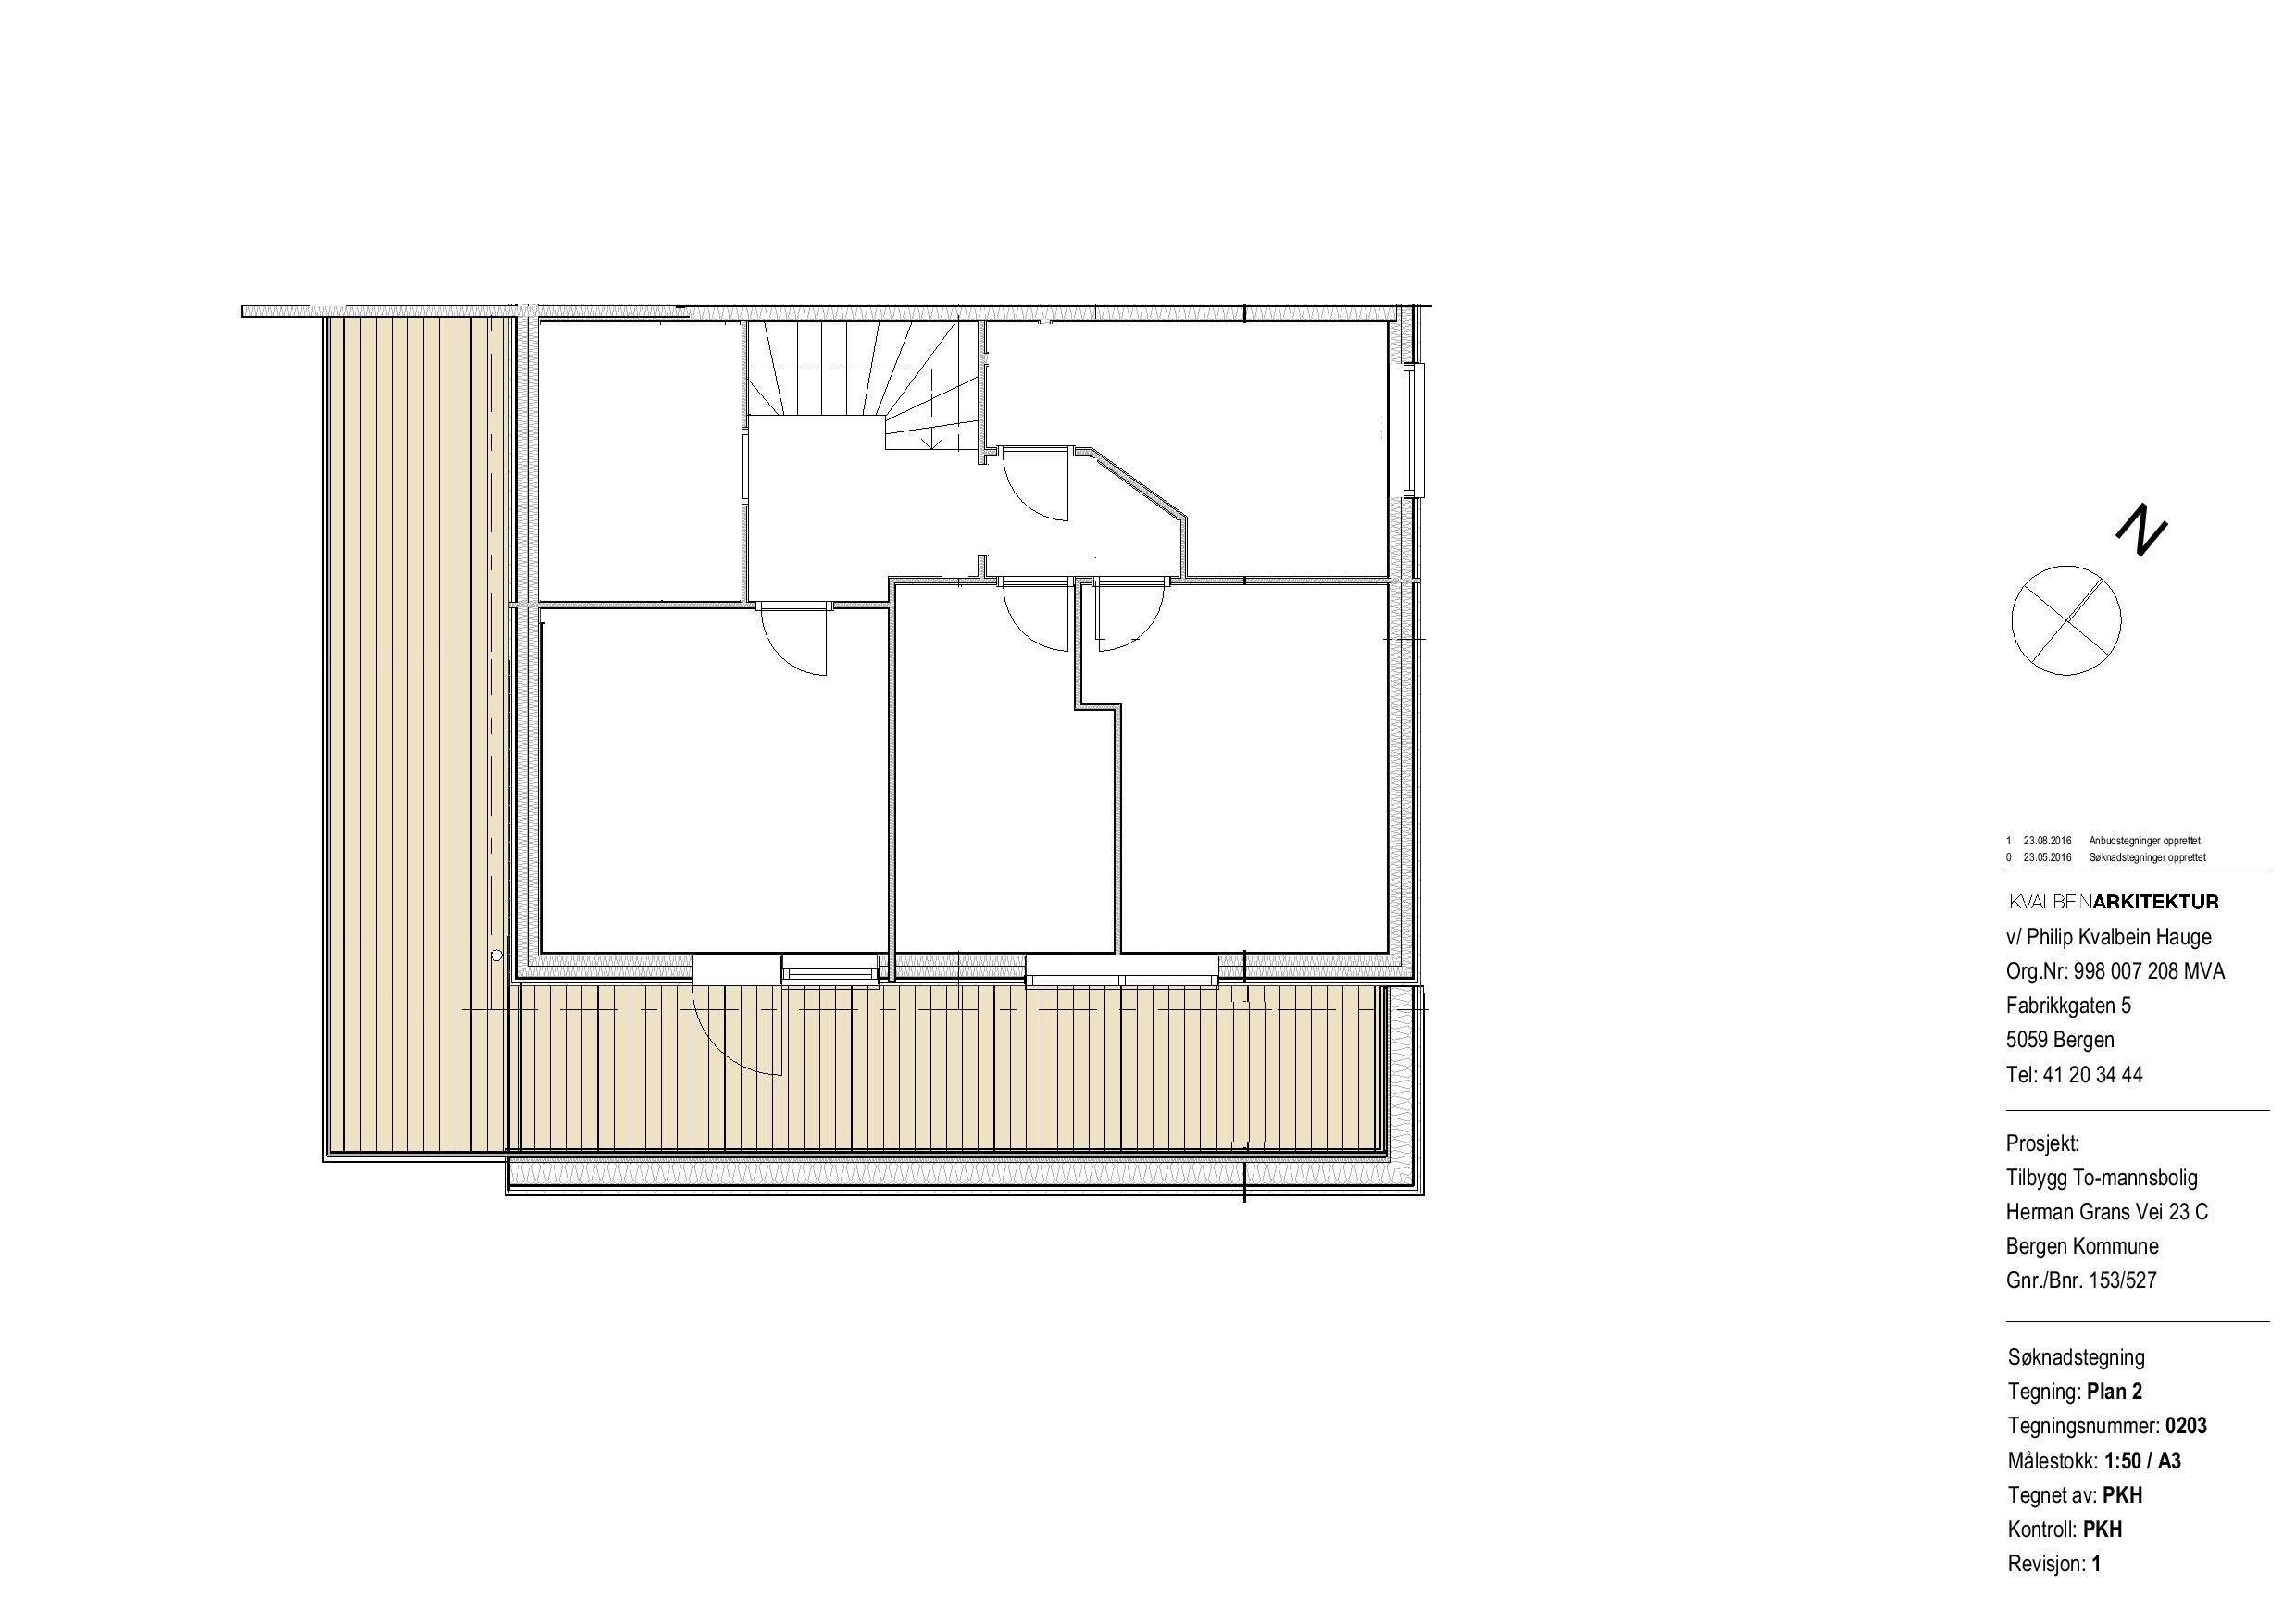 N
1 23.08.2016 Anbudstegninger opprettet
0 23.05.2016 Søknadstegninger opprettet
KVALBEINARKITEKTUR
v/ Philip Kvalbein Hauge
Org.Nr: 998 007 208 MVA
Fabrikkgaten 5
5059 Bergen
Tel: 41 20 34 44
Prosjekt:
Tilbygg To-mannsbolig
Herman Grans Vei 23 C
Bergen Kommune
Gnr./Bnr. 153/527
Søknadstegning
Tegning: Plan 2
Tegningsnummer: 0203
Målestokk: 1:50 / A3
Tegnet av: PKH
Kontroll: PKH
Revisjon: 1